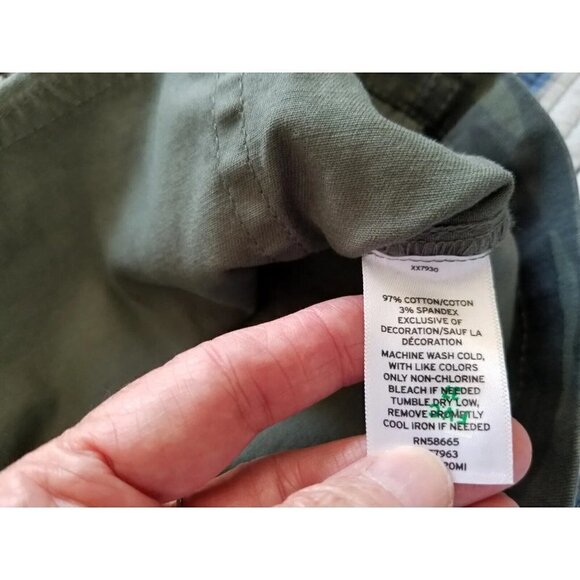 XX7930
97% COTTON/COTON
3% SPANDEX
EXCLUSIVE OF
DECORATION/SAUF LA
DÉCORATION
MACHINE WASH COLD,
WITH LIKE COLORS
ONLY NON-CHLORINE
BLEACH IF NEEDED
TUMBLE DRY LOW,
REMOVE PROMPTLY
COOL IRON IF NEEDED
RN58665
7963